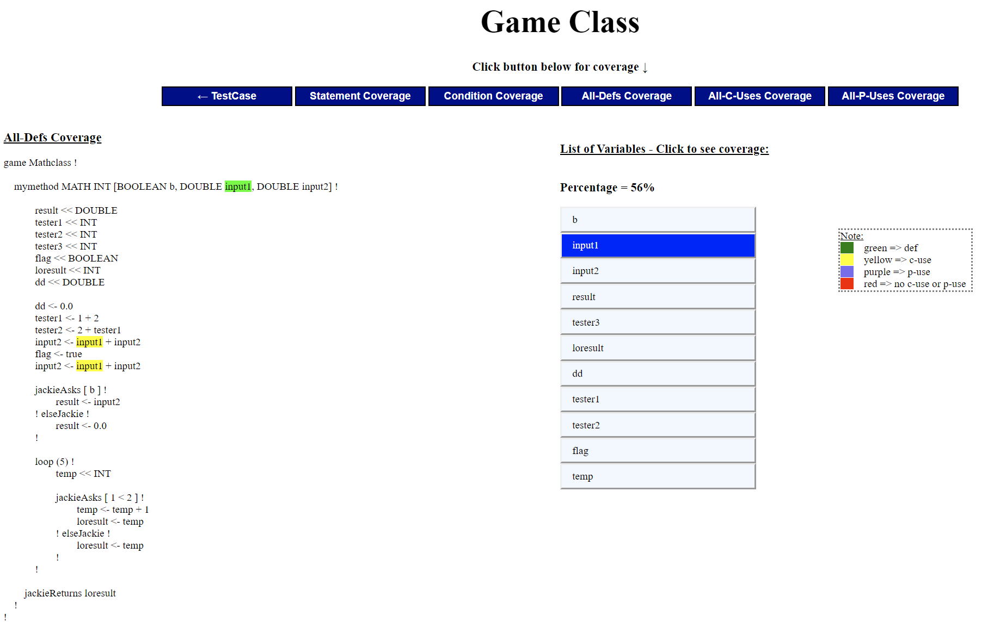 Game Class
Click button below for coverage ↓
← TestCase
Statement Coverage
Condition Coverage
All-Defs Coverage
All-C-Uses Coverage
All-P-Uses Coverage
All-Defs Coverage
game Mathclass !
mymethod MATH INT [BOOLEAN b, DOUBLE input1, DOUBLE input2] !
result << DOUBLE
tester1 << INT
tester2 << INT
tester3 << INT
flag << BOOLEAN
loresult << INT
dd << DOUBLE
dd <- 0.0
tester1 <- 1 + 2
tester2 <- 2 + tester1
input2 <- input1 + input2
flag <- true
input2 <- input1 + input2
jackieAsks [ b ] !
result <- input2
! elseJackie !
result <- 0.0
!
loop (5) !
temp << INT
jackieAsks [ 1 < 2 ] !
temp <- temp + 1
loresult <- temp
! elseJackie !
loresult <- temp
!
!
jackieReturns loresult
!
!
List of Variables - Click to see coverage:
Percentage = 56%
b
input1
input2
result
tester3
loresult
dd
tester1
tester2
flag
temp
Note:
green => def
yellow => c-use
purple => p-use
red => no c-use or p-use